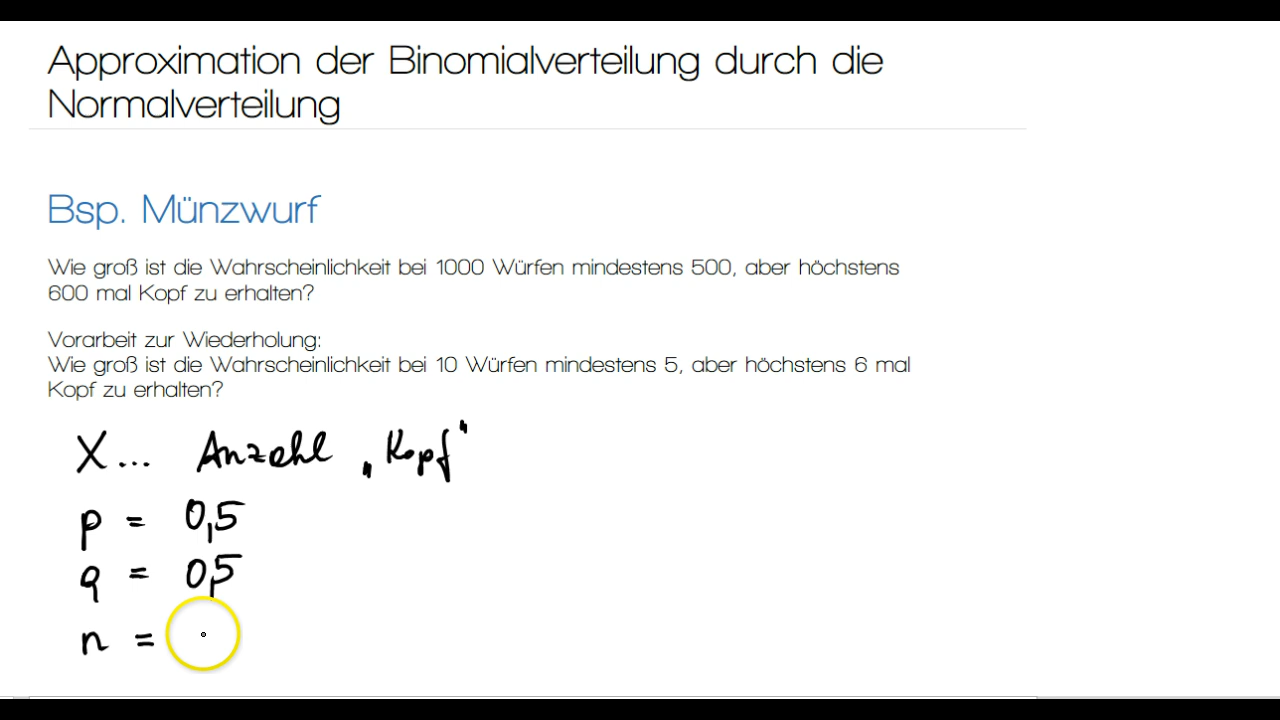 Approximation der Binomialverteilung durch die
Normalverteilung
Bsp. Münzwurf
Wie groß ist die Wahrscheinlichkeit bei 1000 Würfen mindestens 500, aber höchstens
600 mal Kopf zu erhalten?
Vorarbeit zur Wiederholung:
Wie groß ist die Wahrscheinlichkeit bei 10 Würfen mindestens 5, aber höchstens 6 mal
Kopf zu erhalten?
X... Anzahl „Kopf"
p = 0,5
q = 0,5
n =